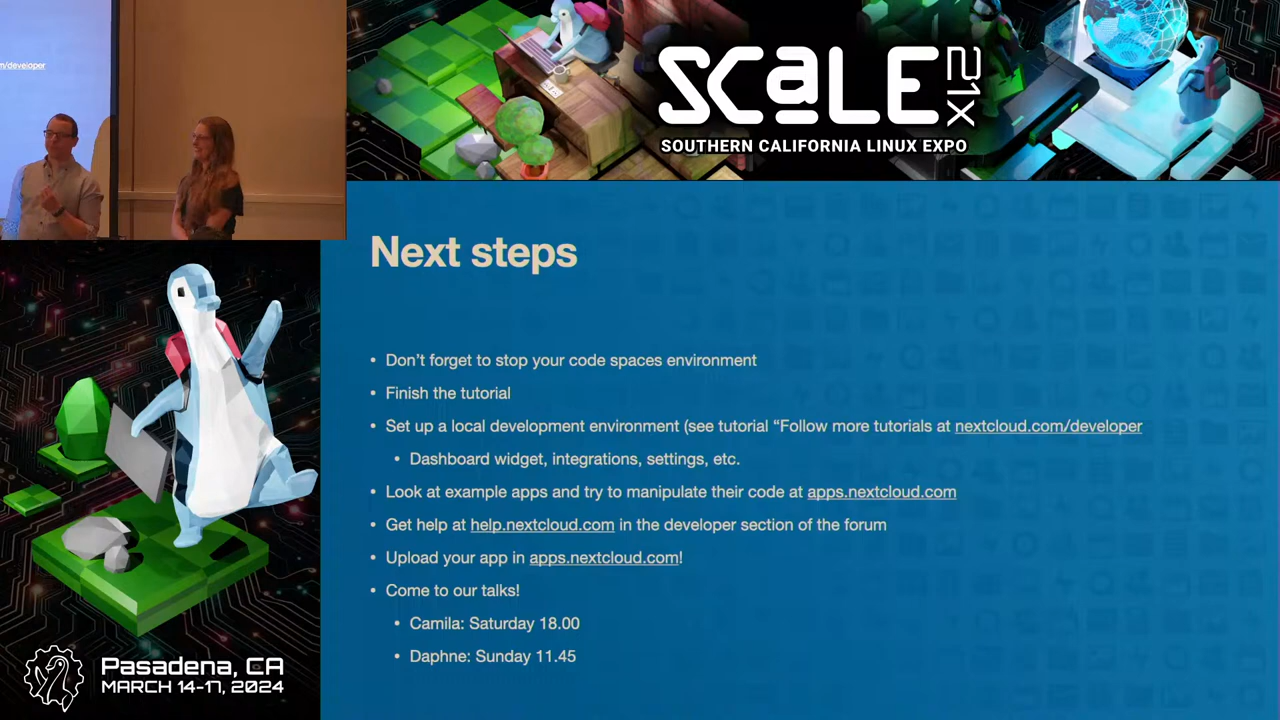 m/developer
SCaLE 21x
SOUTHERN CALIFORNIA LINUX EXPO
Next steps
• Don't forget to stop your code spaces environment
• Finish the tutorial
• Set up a local development environment (see tutorial “Follow more tutorials at nextcloud.com/developer
• Dashboard widget, integrations, settings, etc.
• Look at example apps and try to manipulate their code at apps.nextcloud.com
• Get help at help.nextcloud.com in the developer section of the forum
• Upload your app in apps.nextcloud.com!
• Come to our talks!
• Camila: Saturday 18.00
• Daphne: Sunday 11.45
Pasadena, CA
MARCH 14-17, 2024